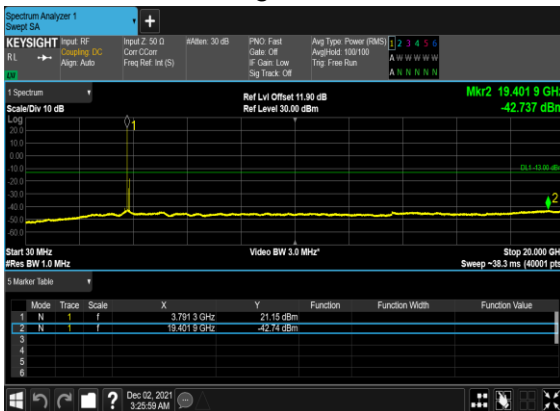 Spectrum Analyzer 1
Swept SA
+
KEYSIGHT Input: RF Input Z: 50 Ω #Atten: 30 dB PNO: Fast Avg Type: Power (RMS) 1 2 3 4 5 6
RL Coupling: DC Corr CCorr Gate: Off Avg|Hold: 100/100 A W W W W W
Align: Auto Freq Ref: Int (S) IF Gain: Low Trig: Free Run
LV Sig Track: Off A N N N N N
1 Spectrum Ref Lvl Offset 11.90 dB Mkr2 19.401 9 GHz
Scale/Div 10 dB Ref Level 30.00 dBm -42.737 dBm
Log
20.0
10.0
0.00
-10.0
-20.0
-30.0
-40.0
-50.0
-60.0
1
DL1 -13.00 dBm
2
Start 30 MHz Video BW 3.0 MHz* Stop 20.000 GHz
#Res BW 1.0 MHz Sweep ~38.3 ms (40001 pts)
5 Marker Table
Mode Trace Scale X Y Function Function Width Function Value
1 N 1 f 3.791 3 GHz 21.15 dBm
2 N 1 f 19.401 9 GHz -42.74 dBm
3
4
5
6
? Dec 02, 2021
3:25:59 AM